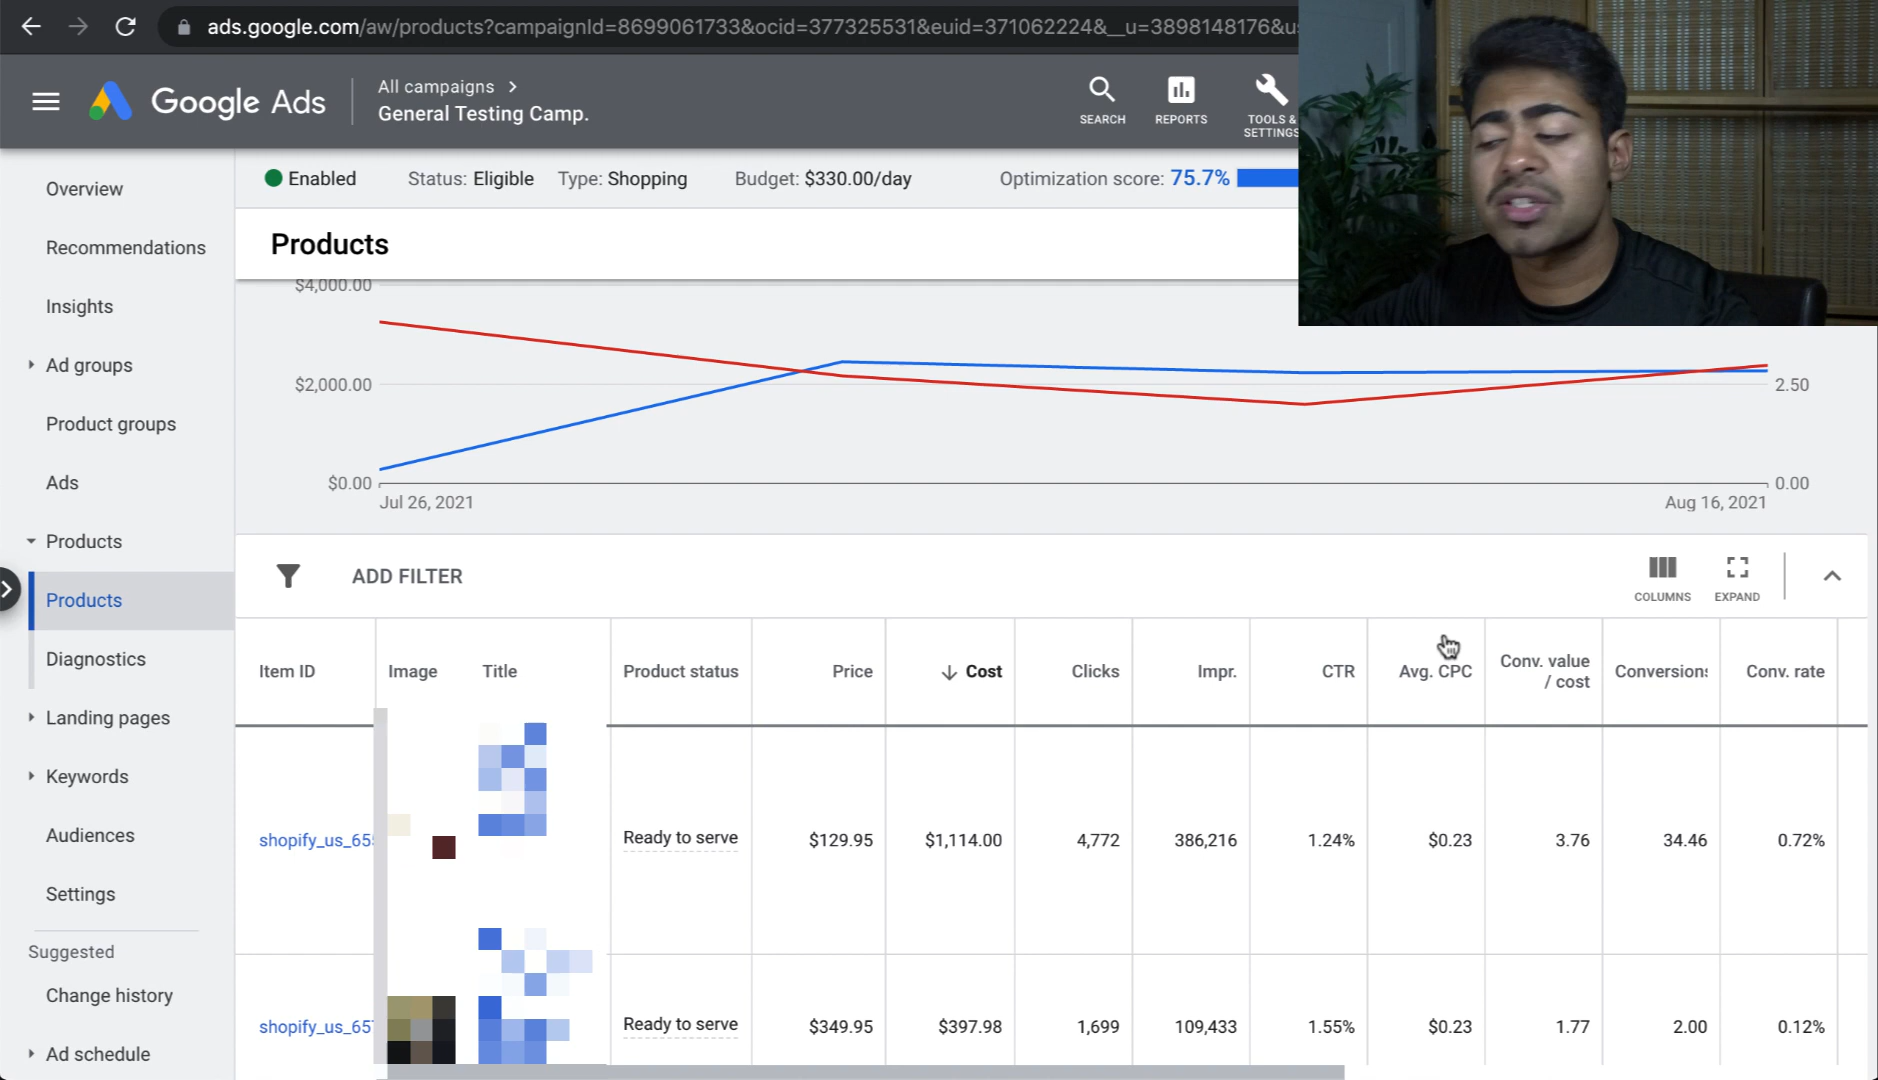 ads.google.com/aw/products?campaignId=8699061733&ocid=377325531&euid=371062224&__u=3898148176&us
Google Ads
All campaigns
General Testing Camp.
SEARCH
REPORTS
TOOLS &
SETTINGS
Enabled
Status: Eligible
Type: Shopping
Budget: $330.00/day
Optimization score: 75.7%
Overview
Recommendations
Insights
Ad groups
Product groups
Ads
Products
Products
Diagnostics
Landing pages
Keywords
Audiences
Settings
Suggested
Change history
Ad schedule
Products
$4,000.00
$2,000.00
2.50
$0.00
0.00
Jul 26, 2021
Aug 16, 2021
ADD FILTER
COLUMNS
EXPAND
Item ID
Image
Title
Product status
Price
Cost
Clicks
Impr.
CTR
Avg. CPC
Conv. value
/ cost
Conversions
Conv. rate
shopify_us_655
Ready to serve
$129.95
$1,114.00
4,772
386,216
1.24%
$0.23
3.76
34.46
0.72%
shopify_us_657
Ready to serve
$349.95
$397.98
1,699
109,433
1.55%
$0.23
1.77
2.00
0.12%